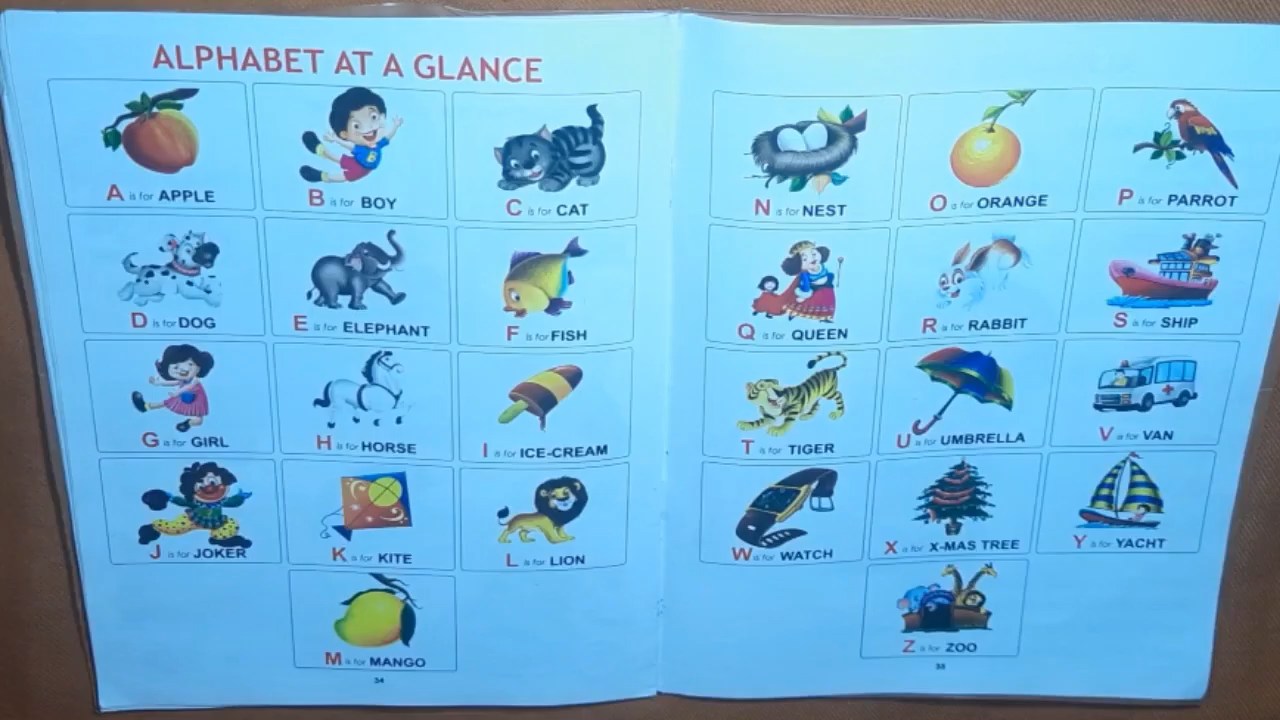 ALPHABET AT A GLANCE
A is for APPLE
B is for BOY
C is for CAT
D is for DOG
E is for ELEPHANT
F is for FISH
G is for GIRL
H is for HORSE
I is for ICE-CREAM
J is for JOKER
K is for KITE
L is for LION
M is for MANGO
34
N is for NEST
O is for ORANGE
P is for PARROT
Q is for QUEEN
R is for RABBIT
S is for SHIP
T is for TIGER
U is for UMBRELLA
V is for VAN
W is for WATCH
X is for X-MAS TREE
Y is for YACHT
Z is for ZOO